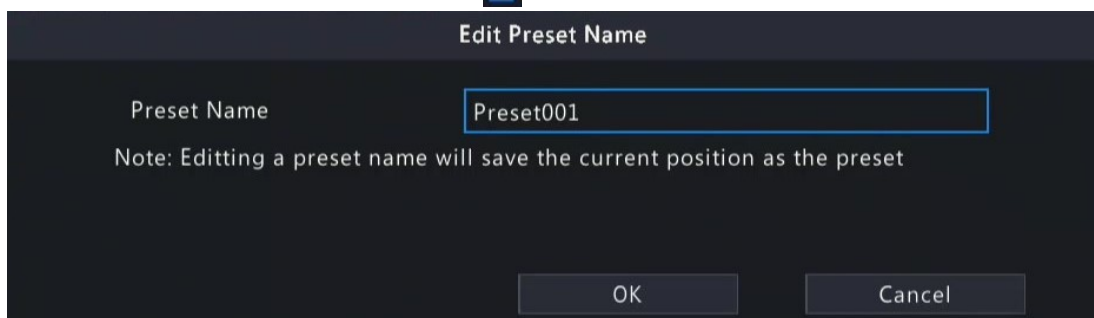 Edit Preset Name
Preset Name Preset001
Note: Editting a preset name will save the current position as the preset
OK Cancel